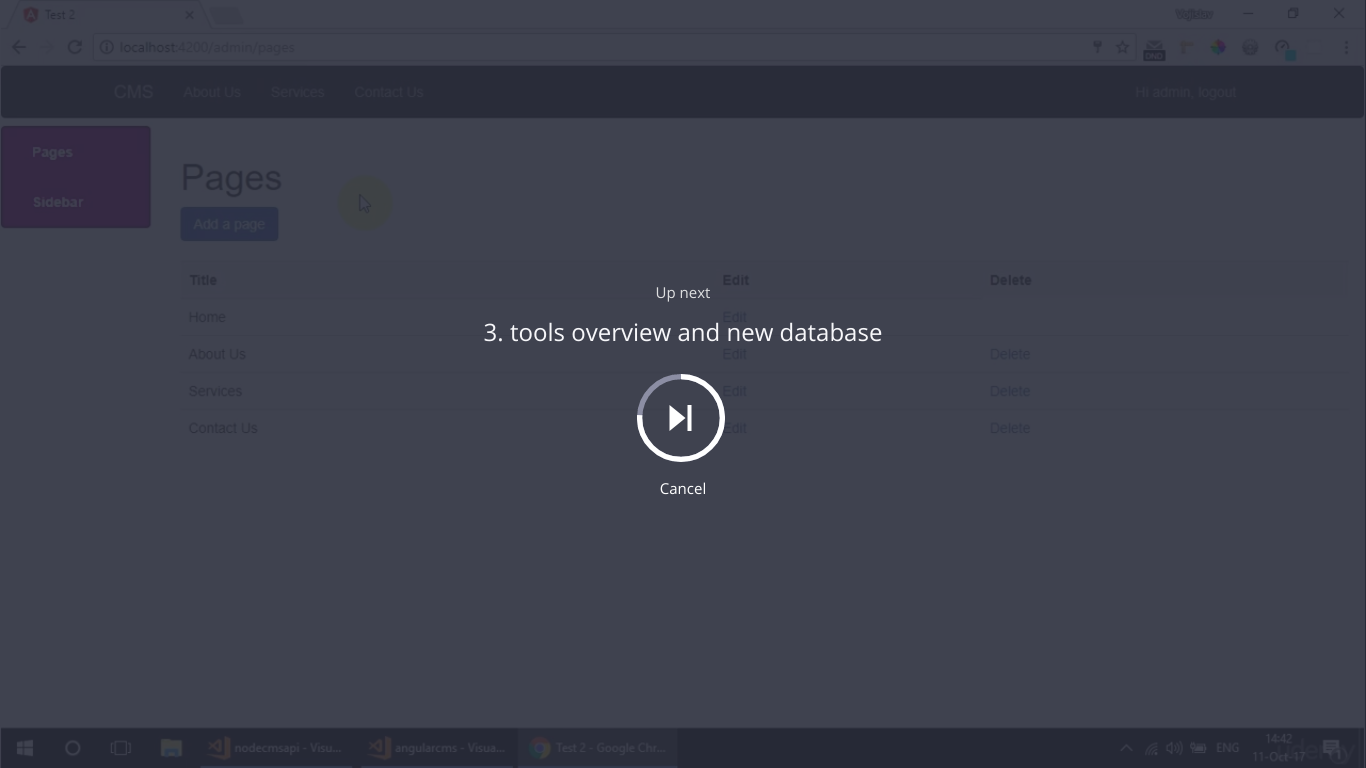 Test 2
localhost:4200/admin/pages
CMS About Us Services Contact Us Hi admin, logout
Pages
Sidebar
Pages
Add a page
Title Edit Delete
Up next
Home Edit
3. tools overview and new database
About Us Edit Delete
Services Edit Delete
Contact Us Edit Delete
Cancel
nodecmsapi - Visu... angularcms - Visua... Test 2 - Google Chr... ENG
14:42
11-Oct-17
udemy